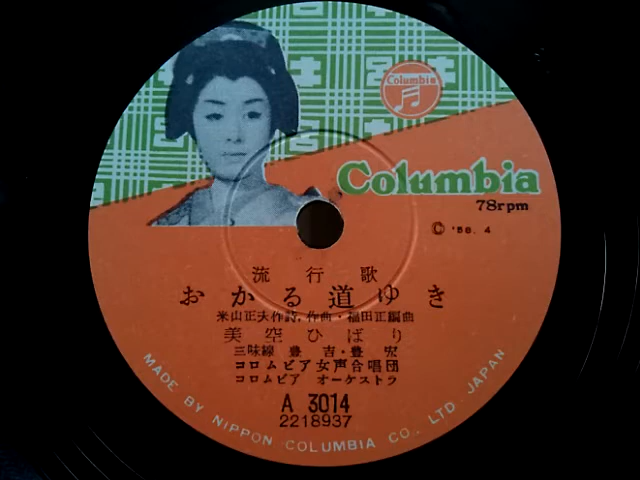 Columbia
Columbia
78rpm
Ⓒ '58. 4
流行歌
おかる道ゆき
米山正夫作詩.作曲・福田正編曲
美空ひばり
三味線 豊吉・豊宏
コロムビア女声合唱団
コロムビア オーケストラ
A 3014
2218937
MADE BY NIPPON COLUMBIA CO., LTD. JAPAN